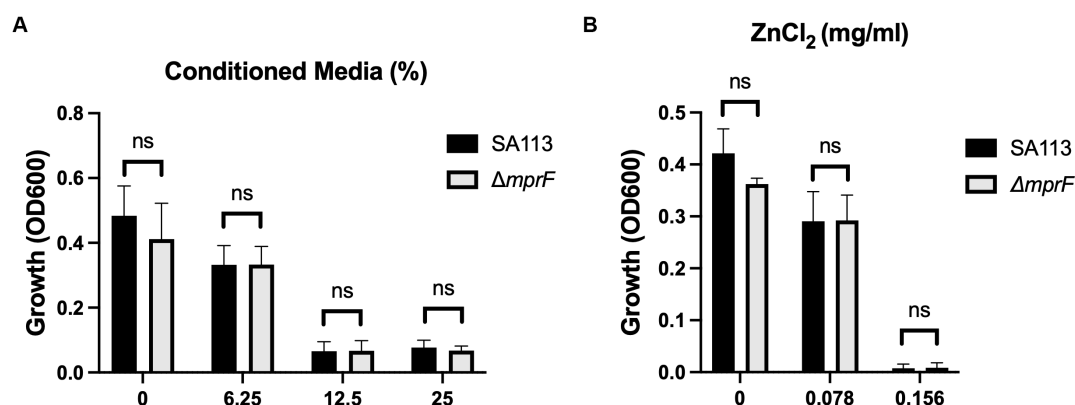 A
Conditioned Media (%)
Growth (OD600)
0.8
0.6
0.4
0.2
0.0
ns
ns
ns
ns
SA113
ΔmprF
0
6.25
12.5
25
B
ZnCl₂ (mg/ml)
Growth (OD600)
0.5
0.4
0.3
0.2
0.1
0.0
ns
ns
ns
SA113
ΔmprF
0
0.078
0.156